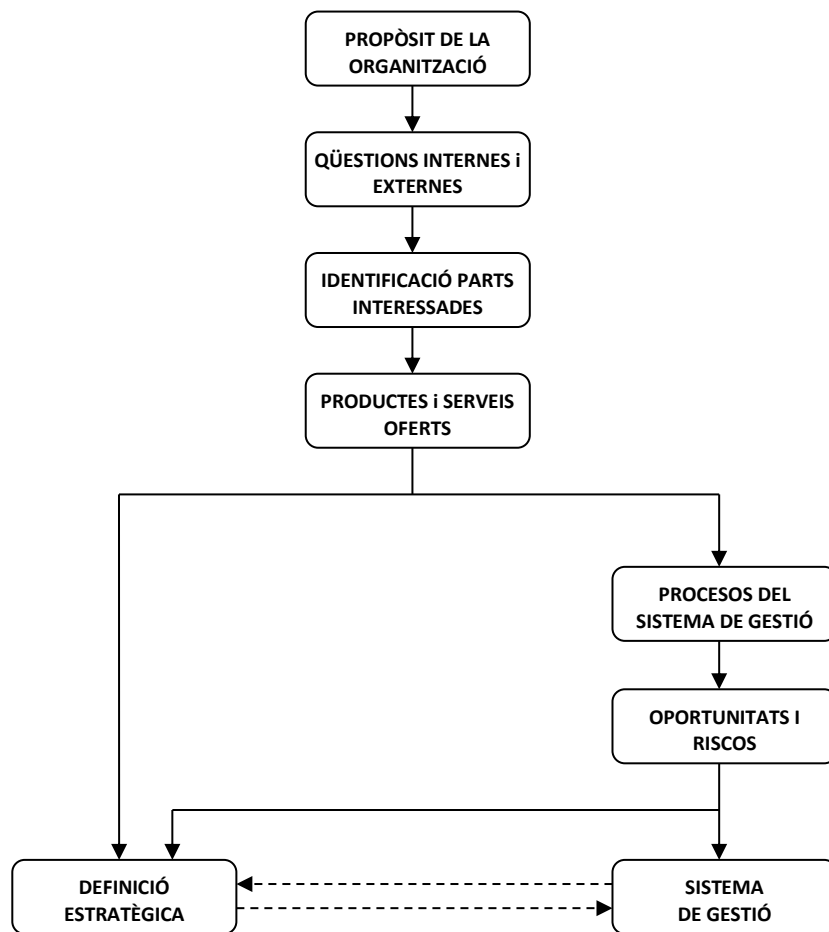 PROPÒSIT DE LA
ORGANITZACIÓ
QÜESTIONS INTERNES i
EXTERNES
IDENTIFICACIÓ PARTS
INTERESSADES
PRODUCTES i SERVEIS
OFERTS
PROCESOS DEL
SISTEMA DE GESTIÓ
OPORTUNITATS I
RISCOS
DEFINICIÓ
ESTRATÈGICA
SISTEMA
DE GESTIÓ